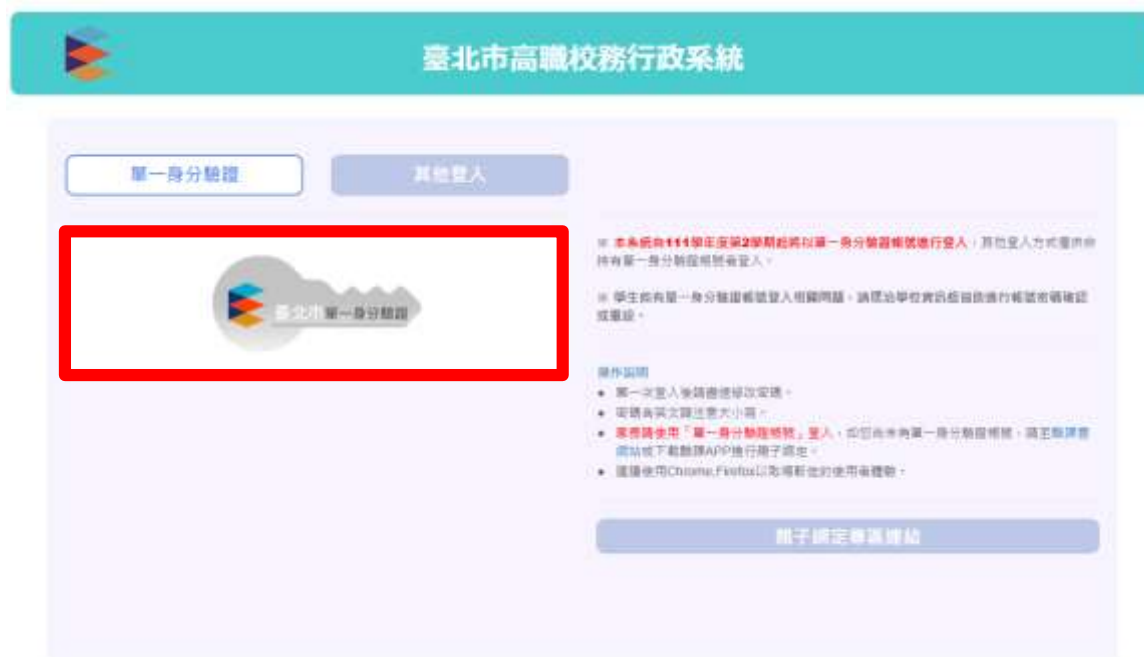 臺北市高職校務行政系統
單一身分驗證
其他登入
臺北市 單一身分驗證
※ 本系統自111學年度第2學期起將以單一身分驗證帳號進行登入，其他登入方式僅供
持有單一身分驗證帳號者登入。
※ 學生如有單一身分驗證帳號登入相關問題，請逕洽學校資訊組協助進行帳號密碼確認
或重設。
操作說明
第一次登入後請盡速修改密碼。
密碼為英文請注意大小寫。
家長請使用「單一身分驗證帳號」登入，如您尚未有單一身分驗證帳號，請至酷課雲
網站或下載酷課APP進行親子綁定。
建議使用Chrome,Firefox以取得較佳的使用者體驗。
親子綁定專區連結